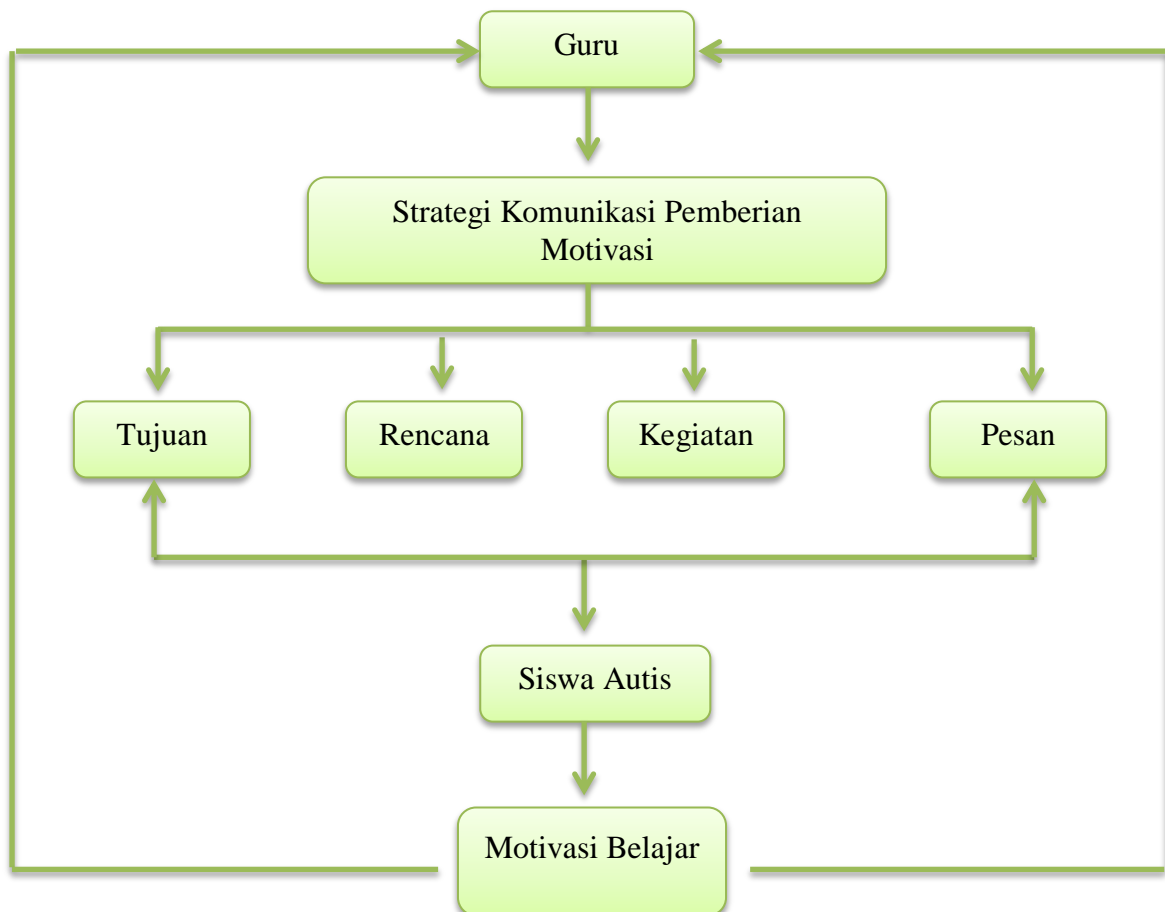 Guru
Strategi Komunikasi Pemberian
Motivasi
Tujuan
Rencana
Kegiatan
Pesan
Siswa Autis
Motivasi Belajar